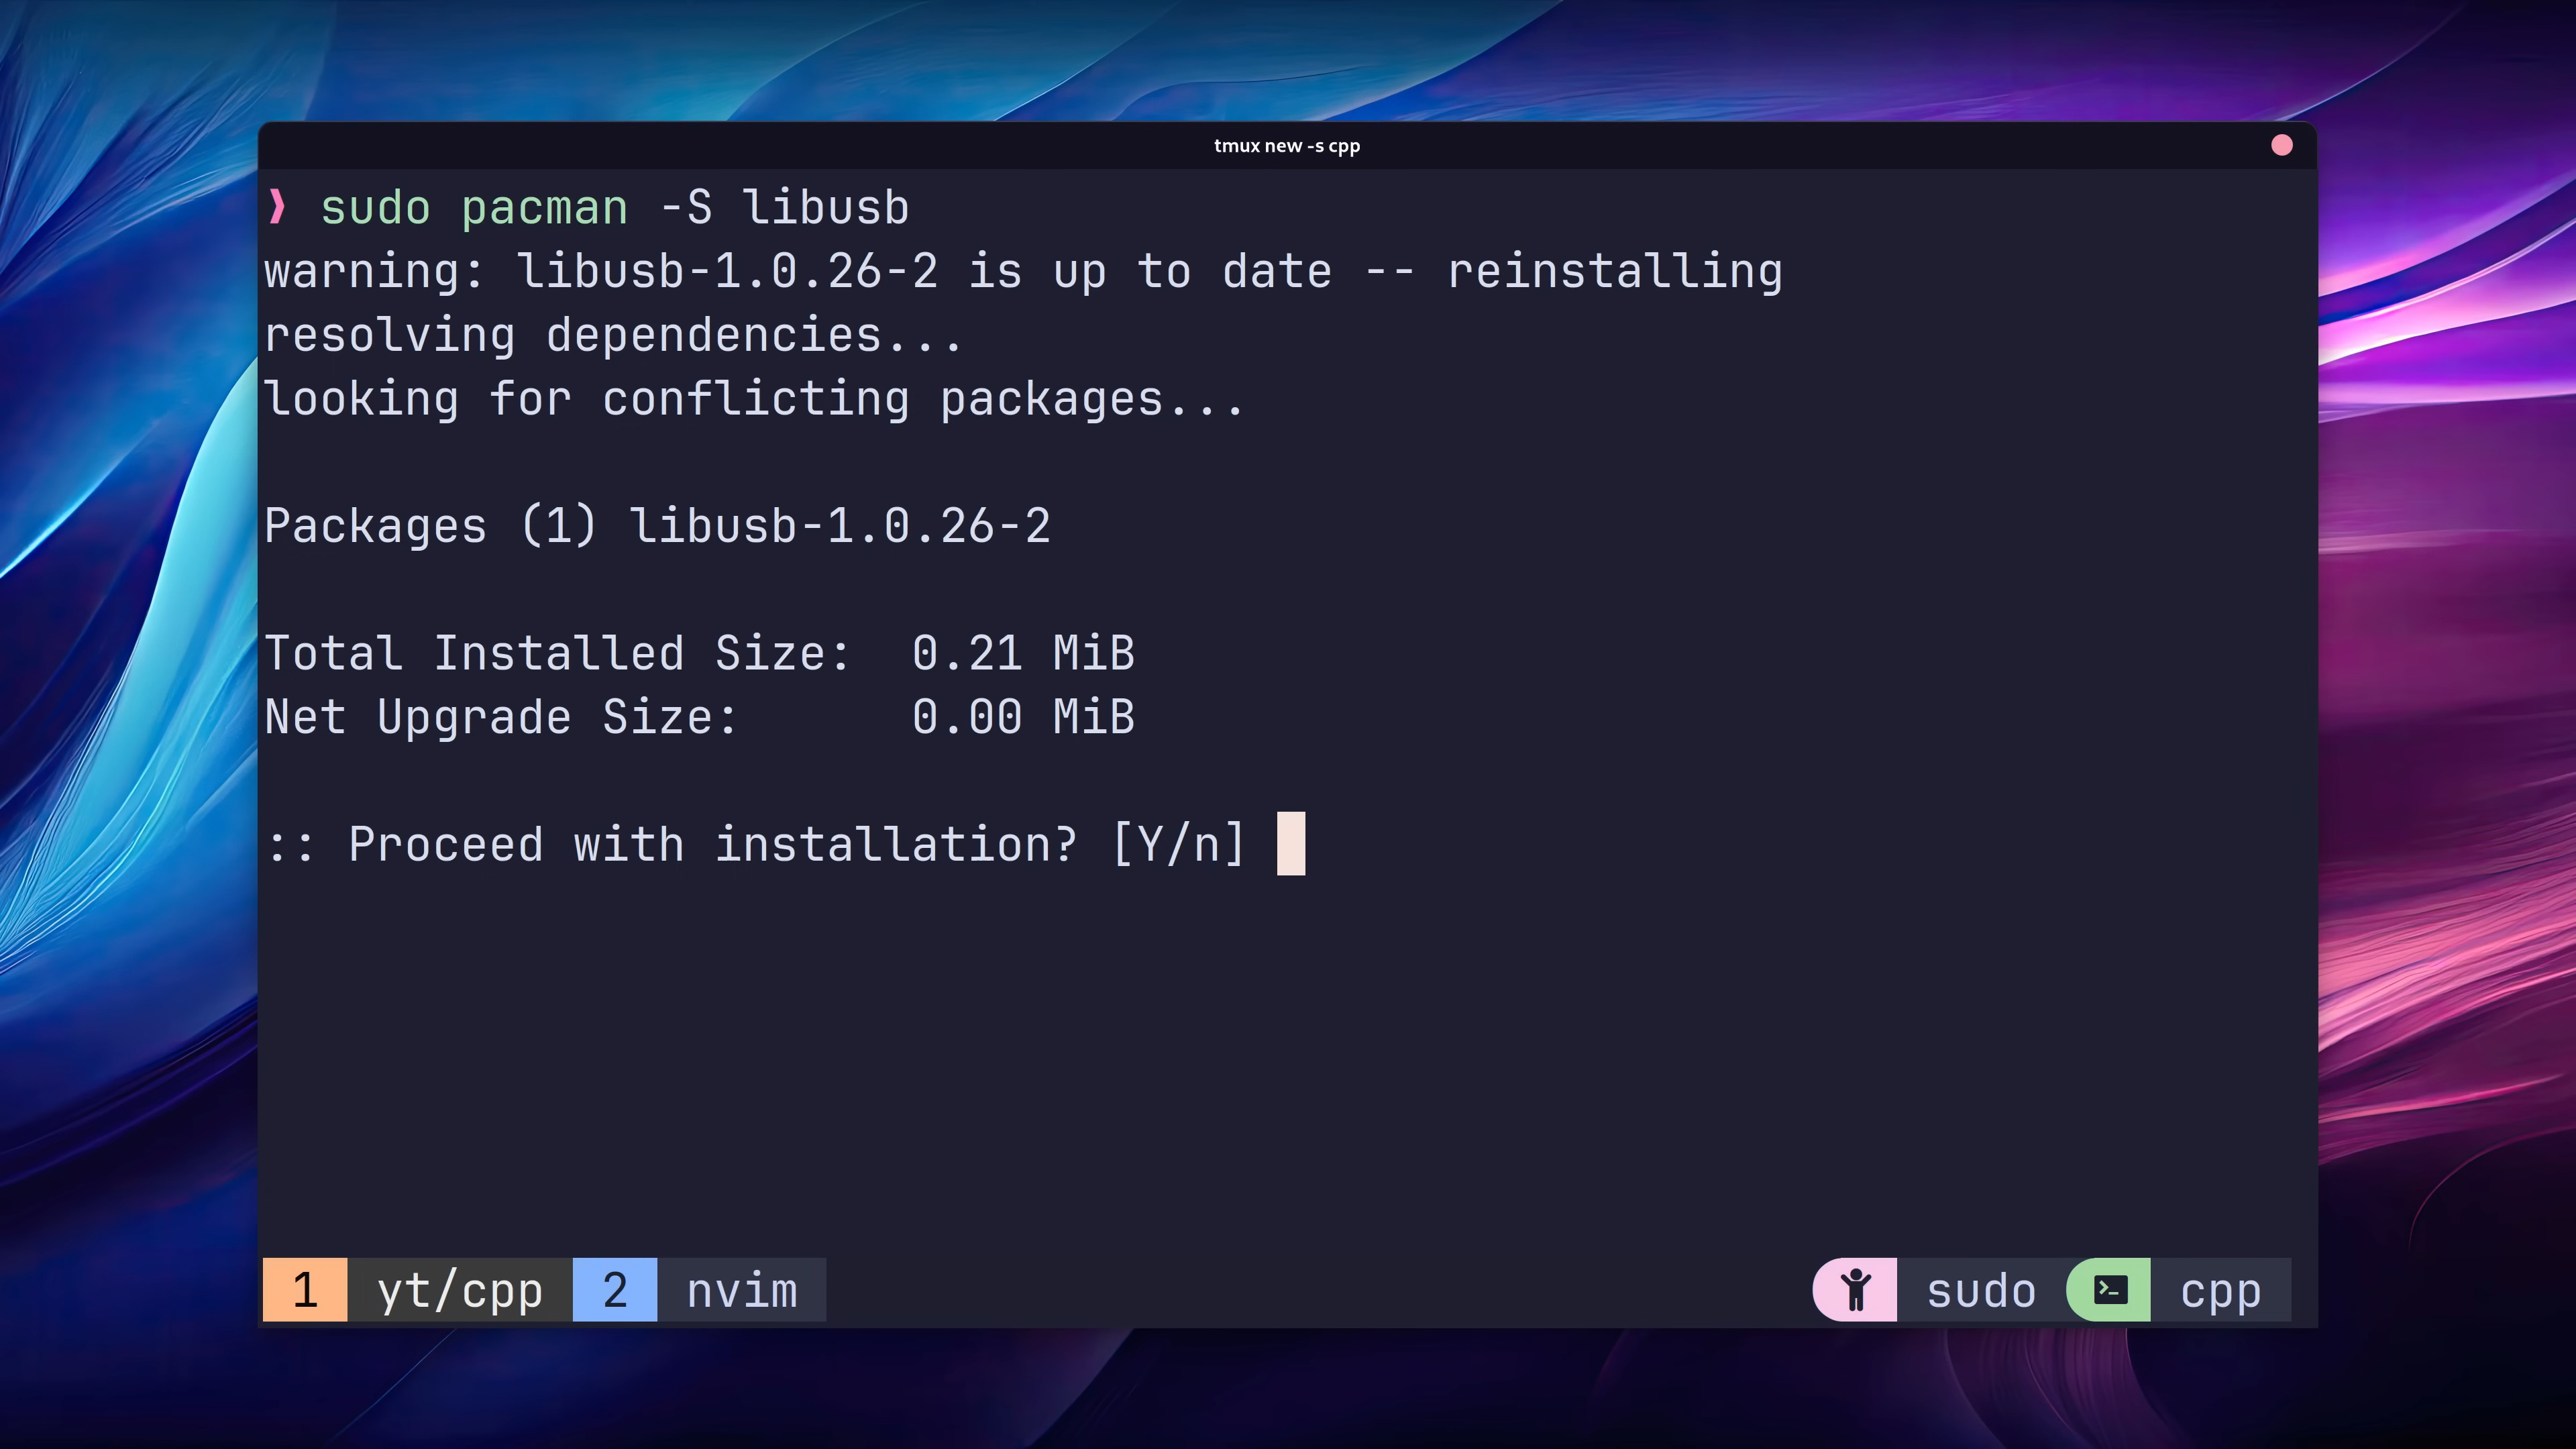 tmux new -s cpp
❯ sudo pacman -S libusb
warning: libusb-1.0.26-2 is up to date -- reinstalling
resolving dependencies...
looking for conflicting packages...
Packages (1) libusb-1.0.26-2
Total Installed Size:  0.21 MiB
Net Upgrade Size:      0.00 MiB
:: Proceed with installation? [Y/n]
1 yt/cpp 2 nvim sudo cpp